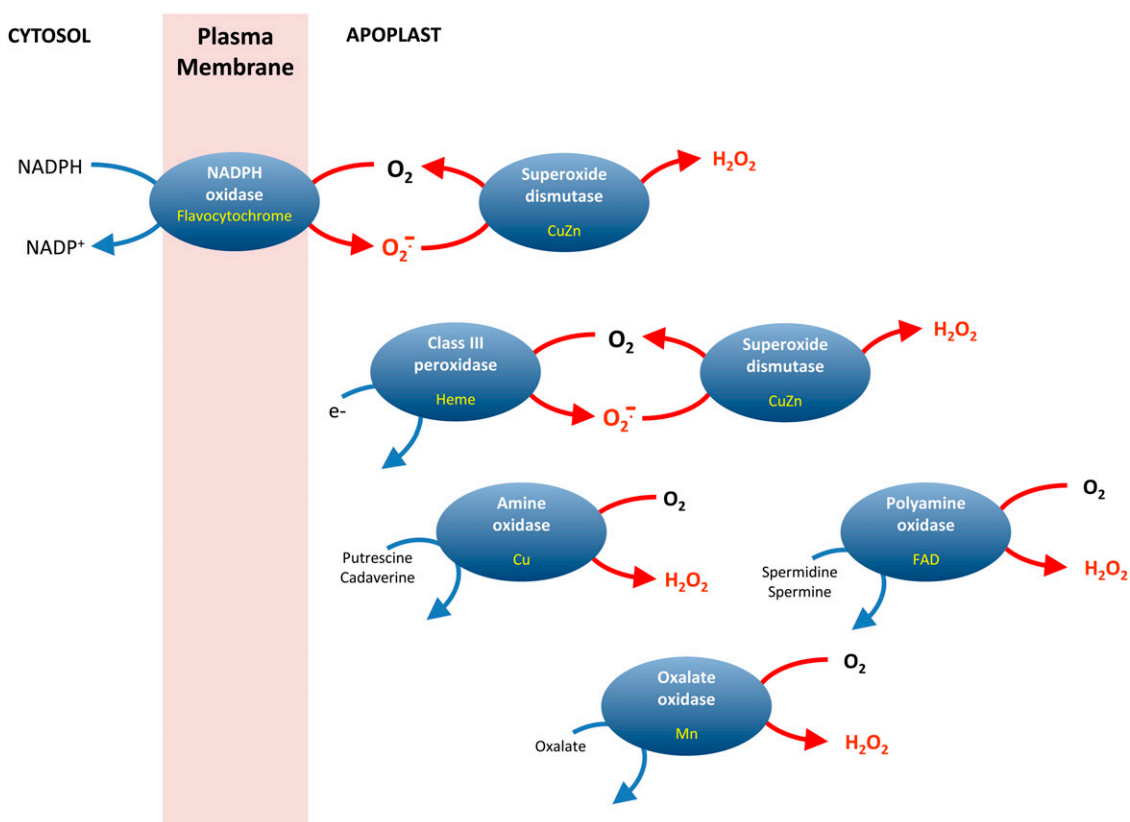 CYTOSOL
Plasma
Membrane
APOPLAST
NADPH
NADP⁺
NADPH
oxidase
Flavocytochrome
O₂
O₂⁻̣
Superoxide
dismutase
CuZn
H₂O₂
e-
Class III
peroxidase
Heme
O₂
O₂⁻̣
Superoxide
dismutase
CuZn
H₂O₂
Putrescine
Cadaverine
Amine
oxidase
Cu
O₂
H₂O₂
Spermidine
Spermine
Polyamine
oxidase
FAD
O₂
H₂O₂
Oxalate
Oxalate
oxidase
Mn
O₂
H₂O₂